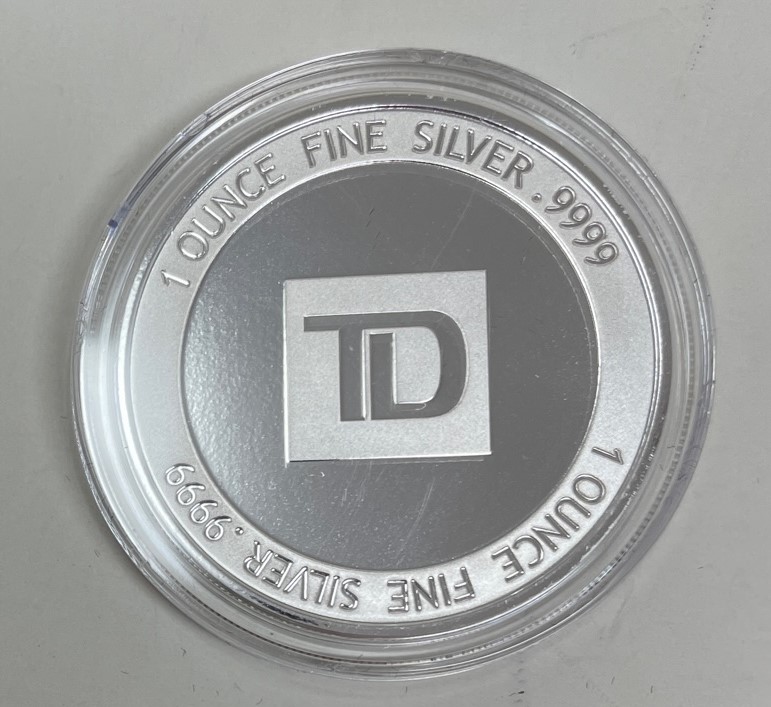 1 OUNCE FINE SILVER .9999
TD
1 OUNCE FINE SILVER .9999